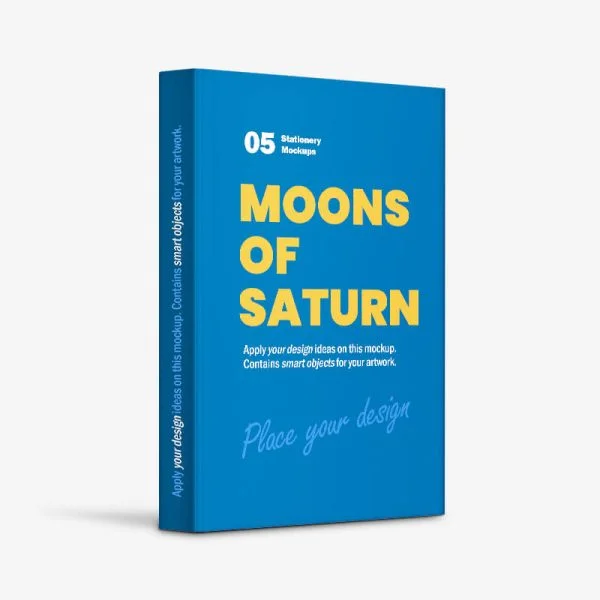 Apply your design ideas on this mockup. Contains smart objects for your artwork.
05 Stationery
Mockups
MOONS
OF
SATURN
Apply your design ideas on this mockup.
Contains smart objects for your artwork.
Place your design